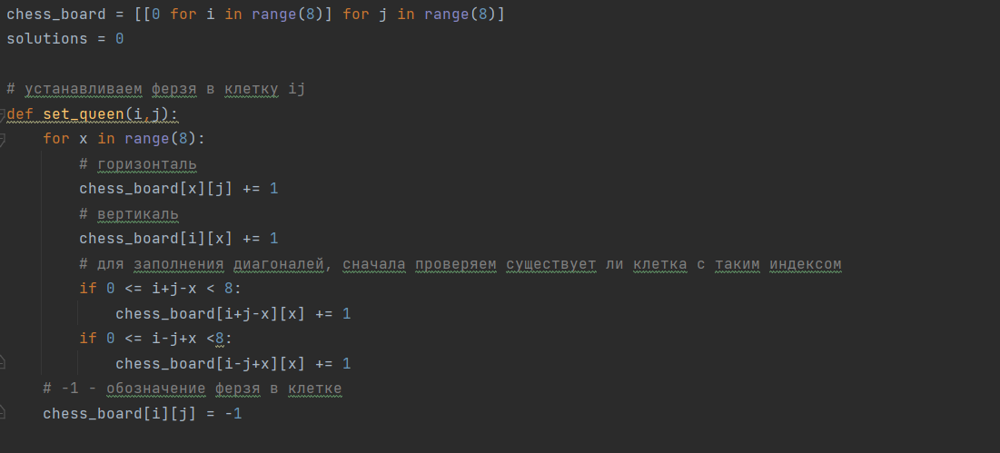 chess_board = [[0 for i in range(8)] for j in range(8)]
solutions = 0
# устанавливаем ферзя в клетку ij
def set_queen(i,j):
    for x in range(8):
        # горизонталь
        chess_board[x][j] += 1
        # вертикаль
        chess_board[i][x] += 1
        # для заполнения диагоналей, сначала проверяем существует ли клетка с таким индексом
        if 0 <= i+j-x < 8:
            chess_board[i+j-x][x] += 1
        if 0 <= i-j+x <8:
            chess_board[i-j+x][x] += 1
    # -1 - обозначение ферзя в клетке
    chess_board[i][j] = -1